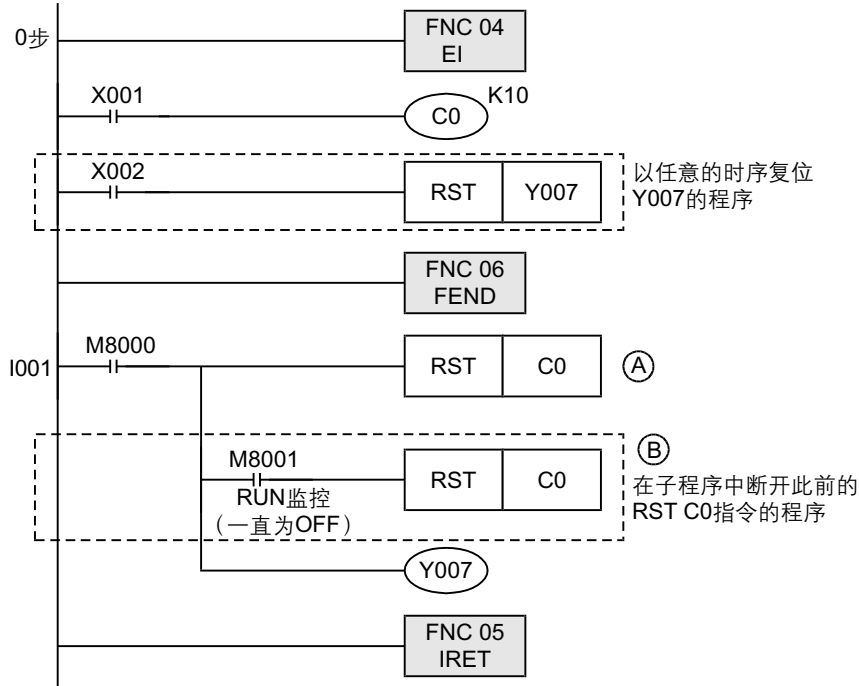 0步
FNC 04
EI
X001
C0
K10
X002
RST
Y007
以任意的时序复位
Y007的程序
FNC 06
FEND
I001
M8000
RST
C0
A
M8001
RUN监控
（一直为OFF）
RST
C0
B
在子程序中断开此前的
RST C0指令的程序
Y007
FNC 05
IRET